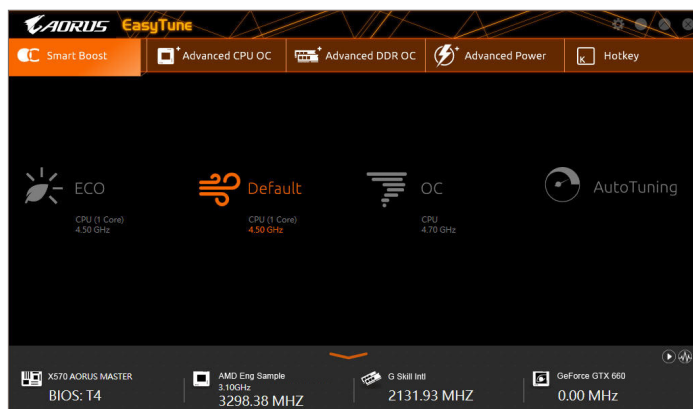 AORUS EasyTune
Smart Boost
Advanced CPU OC
Advanced DDR OC
Advanced Power
K
Hotkey
ECO
CPU (1 Core)
4.50 GHz
Default
CPU (1 Core)
4.50 GHz
OC
CPU
4.70 GHz
AutoTuning
X570 AORUS MASTER
BIOS: T4
AMD Eng Sample
3.10GHz
3298.38 MHZ
G Skill Intl
2131.93 MHZ
GeForce GTX 660
0.00 MHz